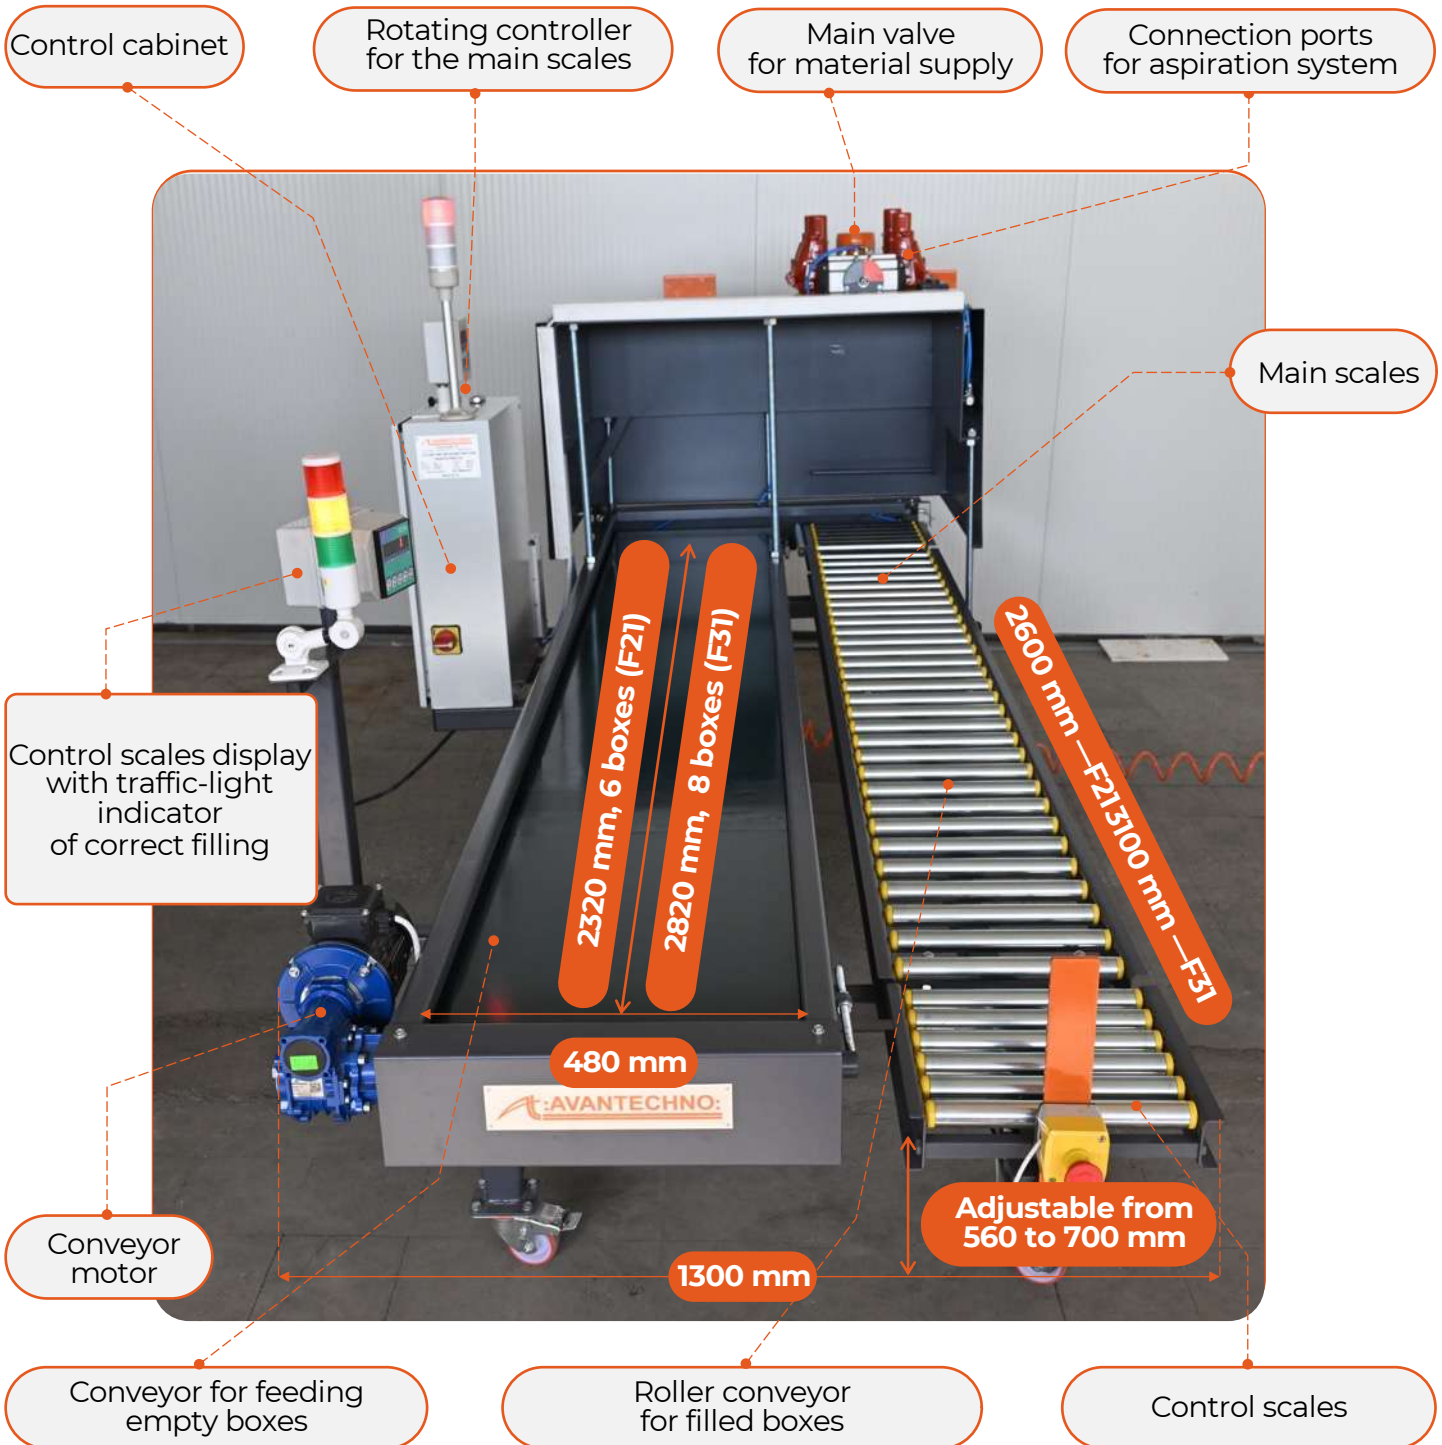 Control cabinet
Rotating controller
for the main scales
Main valve
for material supply
Connection ports
for aspiration system
Main scales
Control scales display
with traffic-light
indicator
of correct filling
2320 mm, 6 boxes (F21)
2820 mm, 8 boxes (F31)
2600 mm —F213100 mm —F31
480 mm
:AVANTECHNO:
Adjustable from
560 to 700 mm
1300 mm
Conveyor
motor
Conveyor for feeding
empty boxes
Roller conveyor
for filled boxes
Control scales